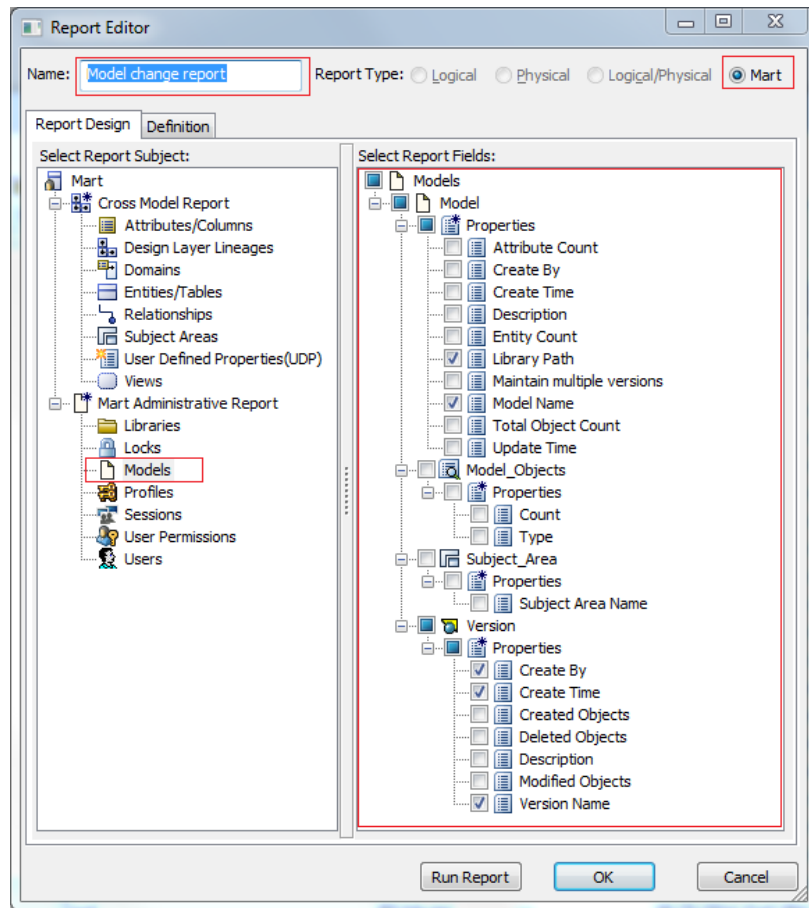 Report Editor
Name: Model change report Report Type: Logical Physical Logical/Physical Mart
Report Design Definition
Select Report Subject:
Mart
Cross Model Report
Attributes/Columns
Design Layer Lineages
Domains
Entities/Tables
Relationships
Subject Areas
User Defined Properties(UDP)
Views
Mart Administrative Report
Libraries
Locks
Models
Profiles
Sessions
User Permissions
Users
Select Report Fields:
Models
Model
Properties
Attribute Count
Create By
Create Time
Description
Entity Count
Library Path
Maintain multiple versions
Model Name
Total Object Count
Update Time
Model_Objects
Properties
Count
Type
Subject_Area
Properties
Subject Area Name
Version
Properties
Create By
Create Time
Created Objects
Deleted Objects
Description
Modified Objects
Version Name
Run Report OK Cancel